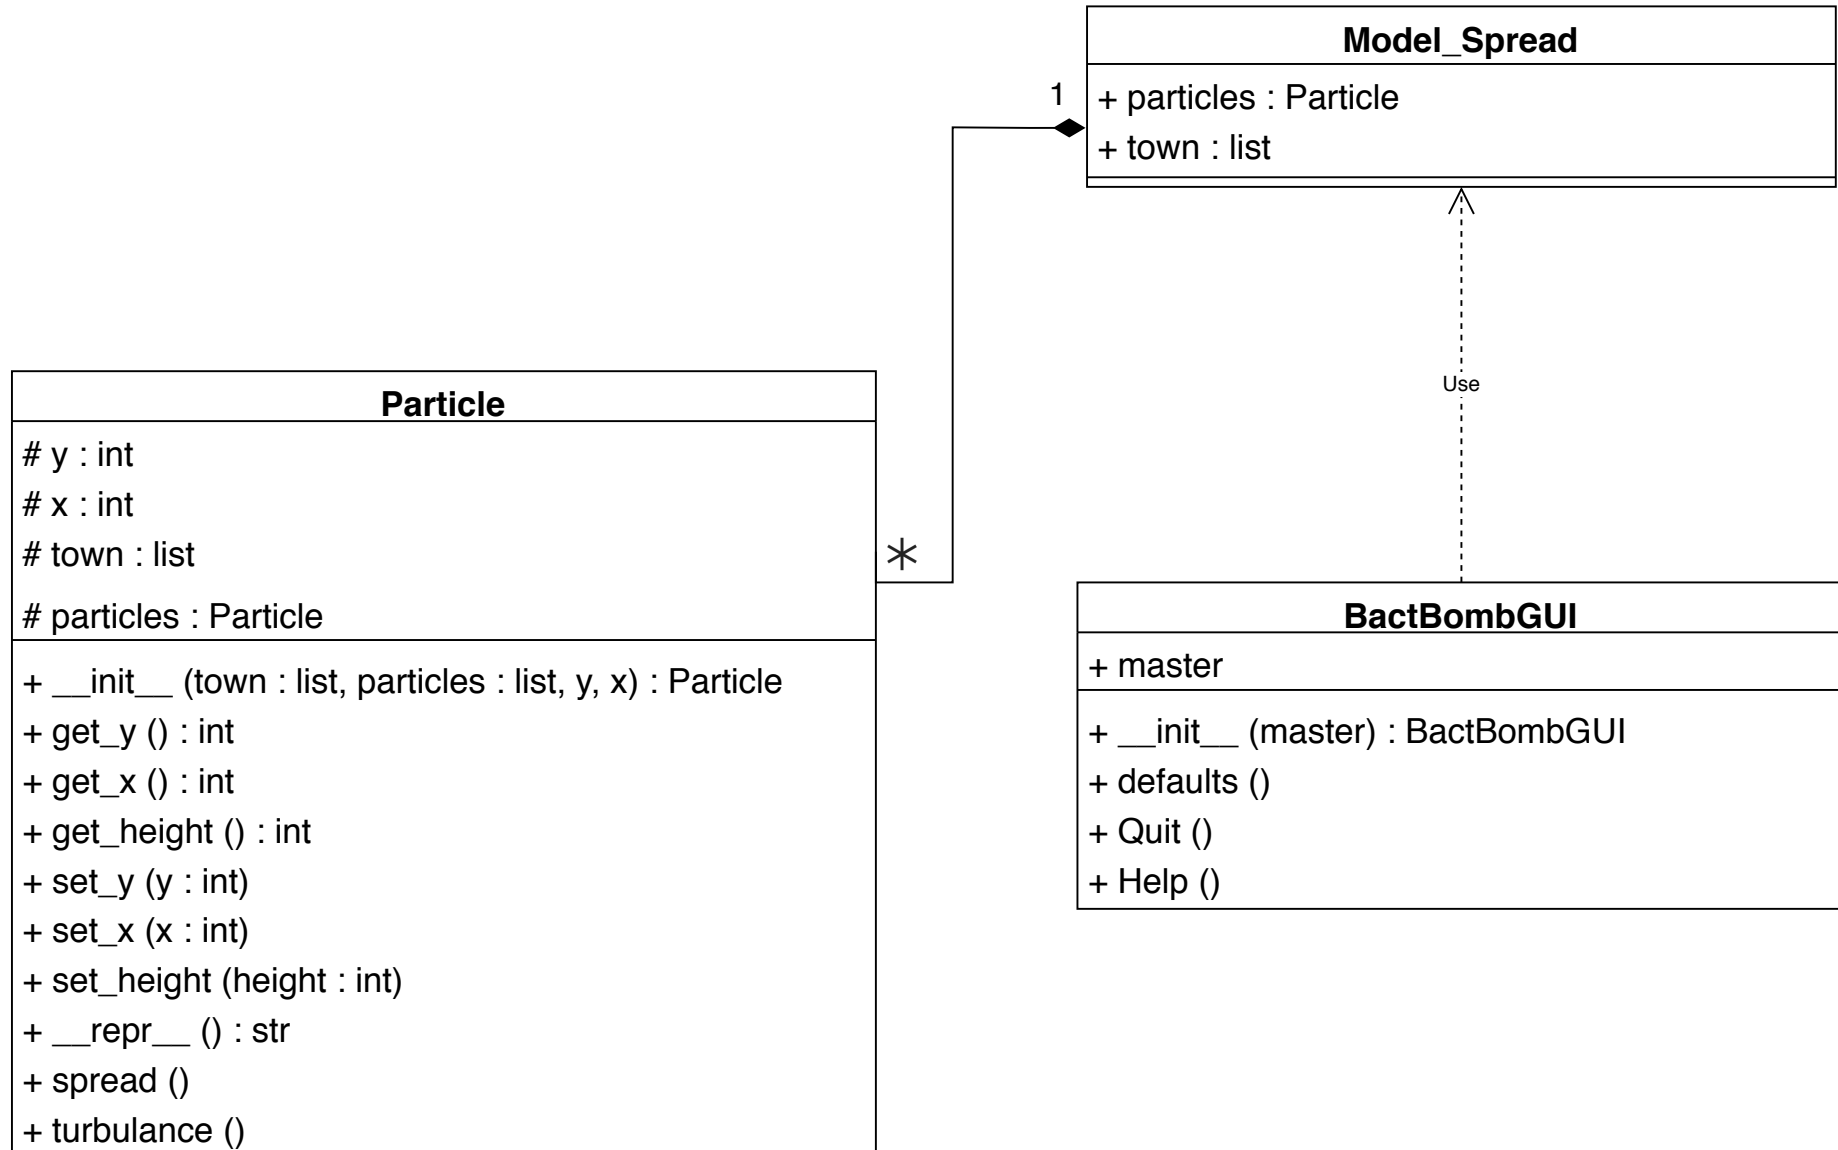 Model_Spread
1
+ particles : Particle
+ town : list
Use
Particle
# y : int
# x : int
# town : list
*
# particles : Particle
+ __init__ (town : list, particles : list, y, x) : Particle
+ get_y () : int
+ get_x () : int
+ get_height () : int
+ set_y (y : int)
+ set_x (x : int)
+ set_height (height : int)
+ __repr__ () : str
+ spread ()
+ turbulance ()
BactBombGUI
+ master
+ __init__ (master) : BactBombGUI
+ defaults ()
+ Quit ()
+ Help ()